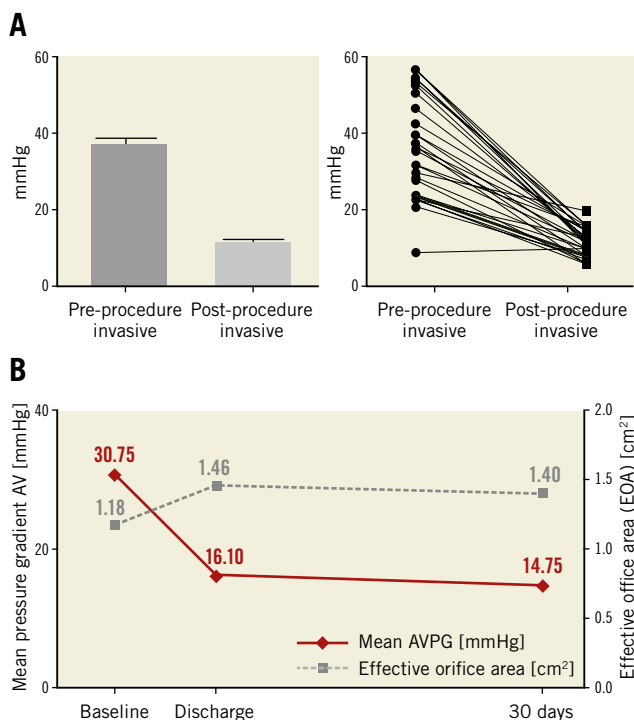 A
60
40
20
0
mmHg
Pre-procedure
invasive
Post-procedure
invasive
60
40
20
0
mmHg
Pre-procedure
invasive
Post-procedure
invasive
B
Mean pressure gradient AV [mmHg]
40
20
0
30.75
1.18
1.46
16.10
1.40
14.75
Mean AVPG [mmHg]
Effective orifice area [cm²]
2.0
1.5
1.0
0.5
0.0
Effective office area (EOA) [cm²]
Baseline
Discharge
30 days